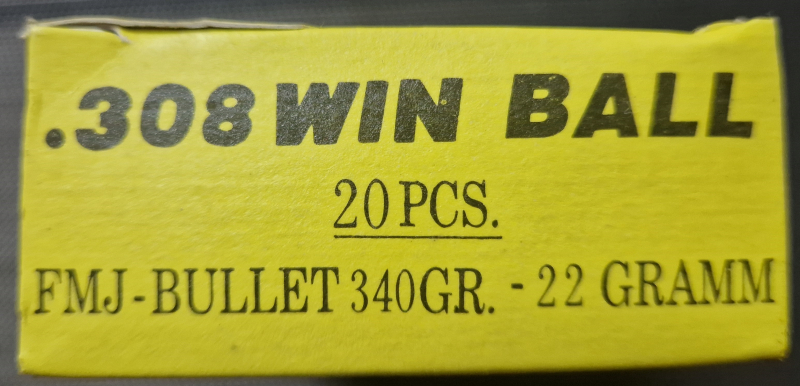 .308 WIN BALL
20 PCS.
FMJ-BULLET 340GR. - 22 GRAMM